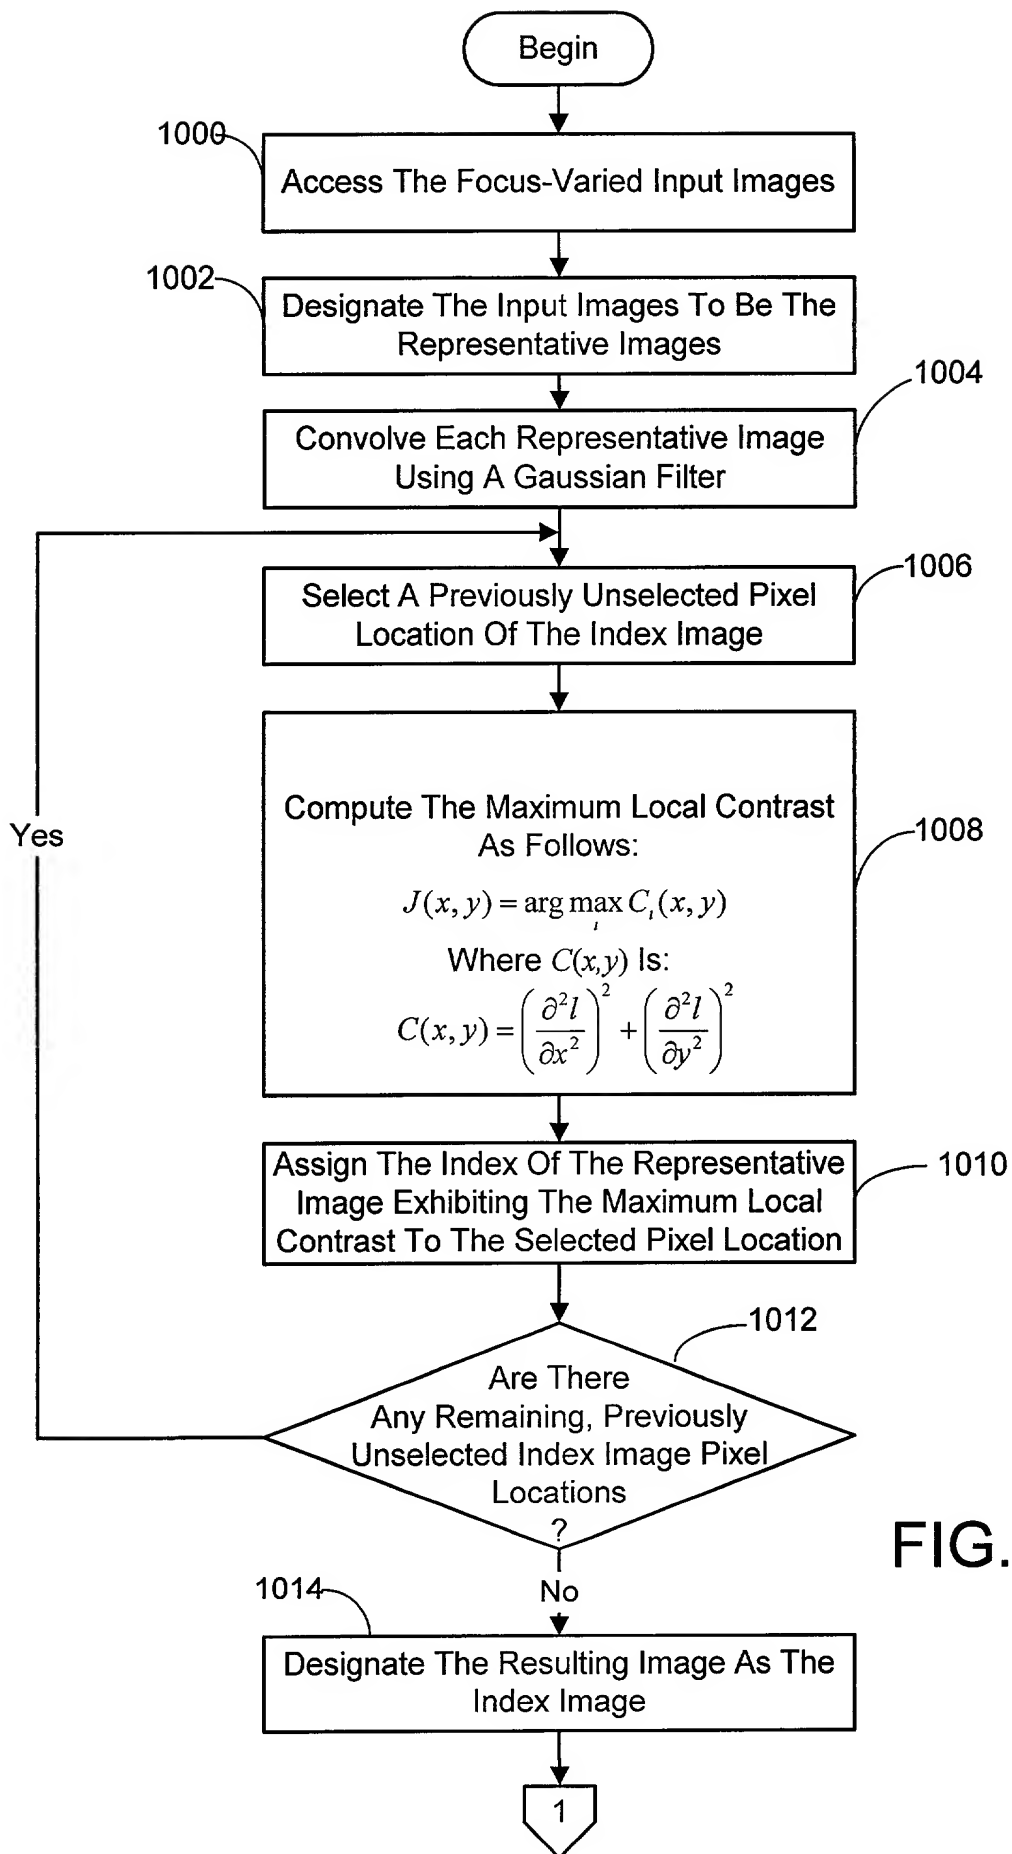 Begin
1000
Access The Focus-Varied Input Images
1002
Designate The Input Images To Be The
Representative Images
1004
Convolve Each Representative Image
Using A Gaussian Filter
1006
Select A Previously Unselected Pixel
Location Of The Index Image
1008
Compute The Maximum Local Contrast
As Follows:
J(x, y) = arg max_i C_i(x, y)
Where C(x,y) Is:
C(x, y) = (∂²l/∂x²)² + (∂²l/∂y²)²
1010
Assign The Index Of The Representative
Image Exhibiting The Maximum Local
Contrast To The Selected Pixel Location
1012
Are There
Any Remaining, Previously
Unselected Index Image Pixel
Locations
?
Yes
No
FIG.
1014
Designate The Resulting Image As The
Index Image
1